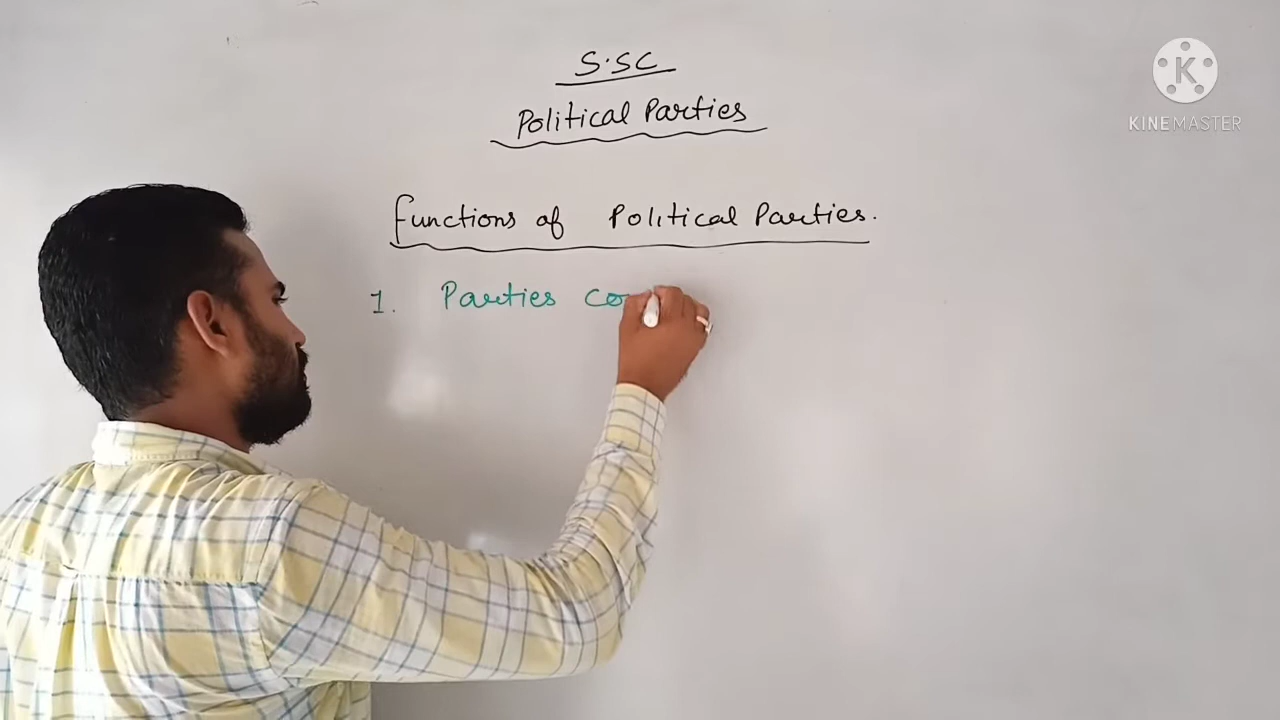 S.SC
Political Parties
Functions of Political Parties.
1. Parties
K
KINEMASTER